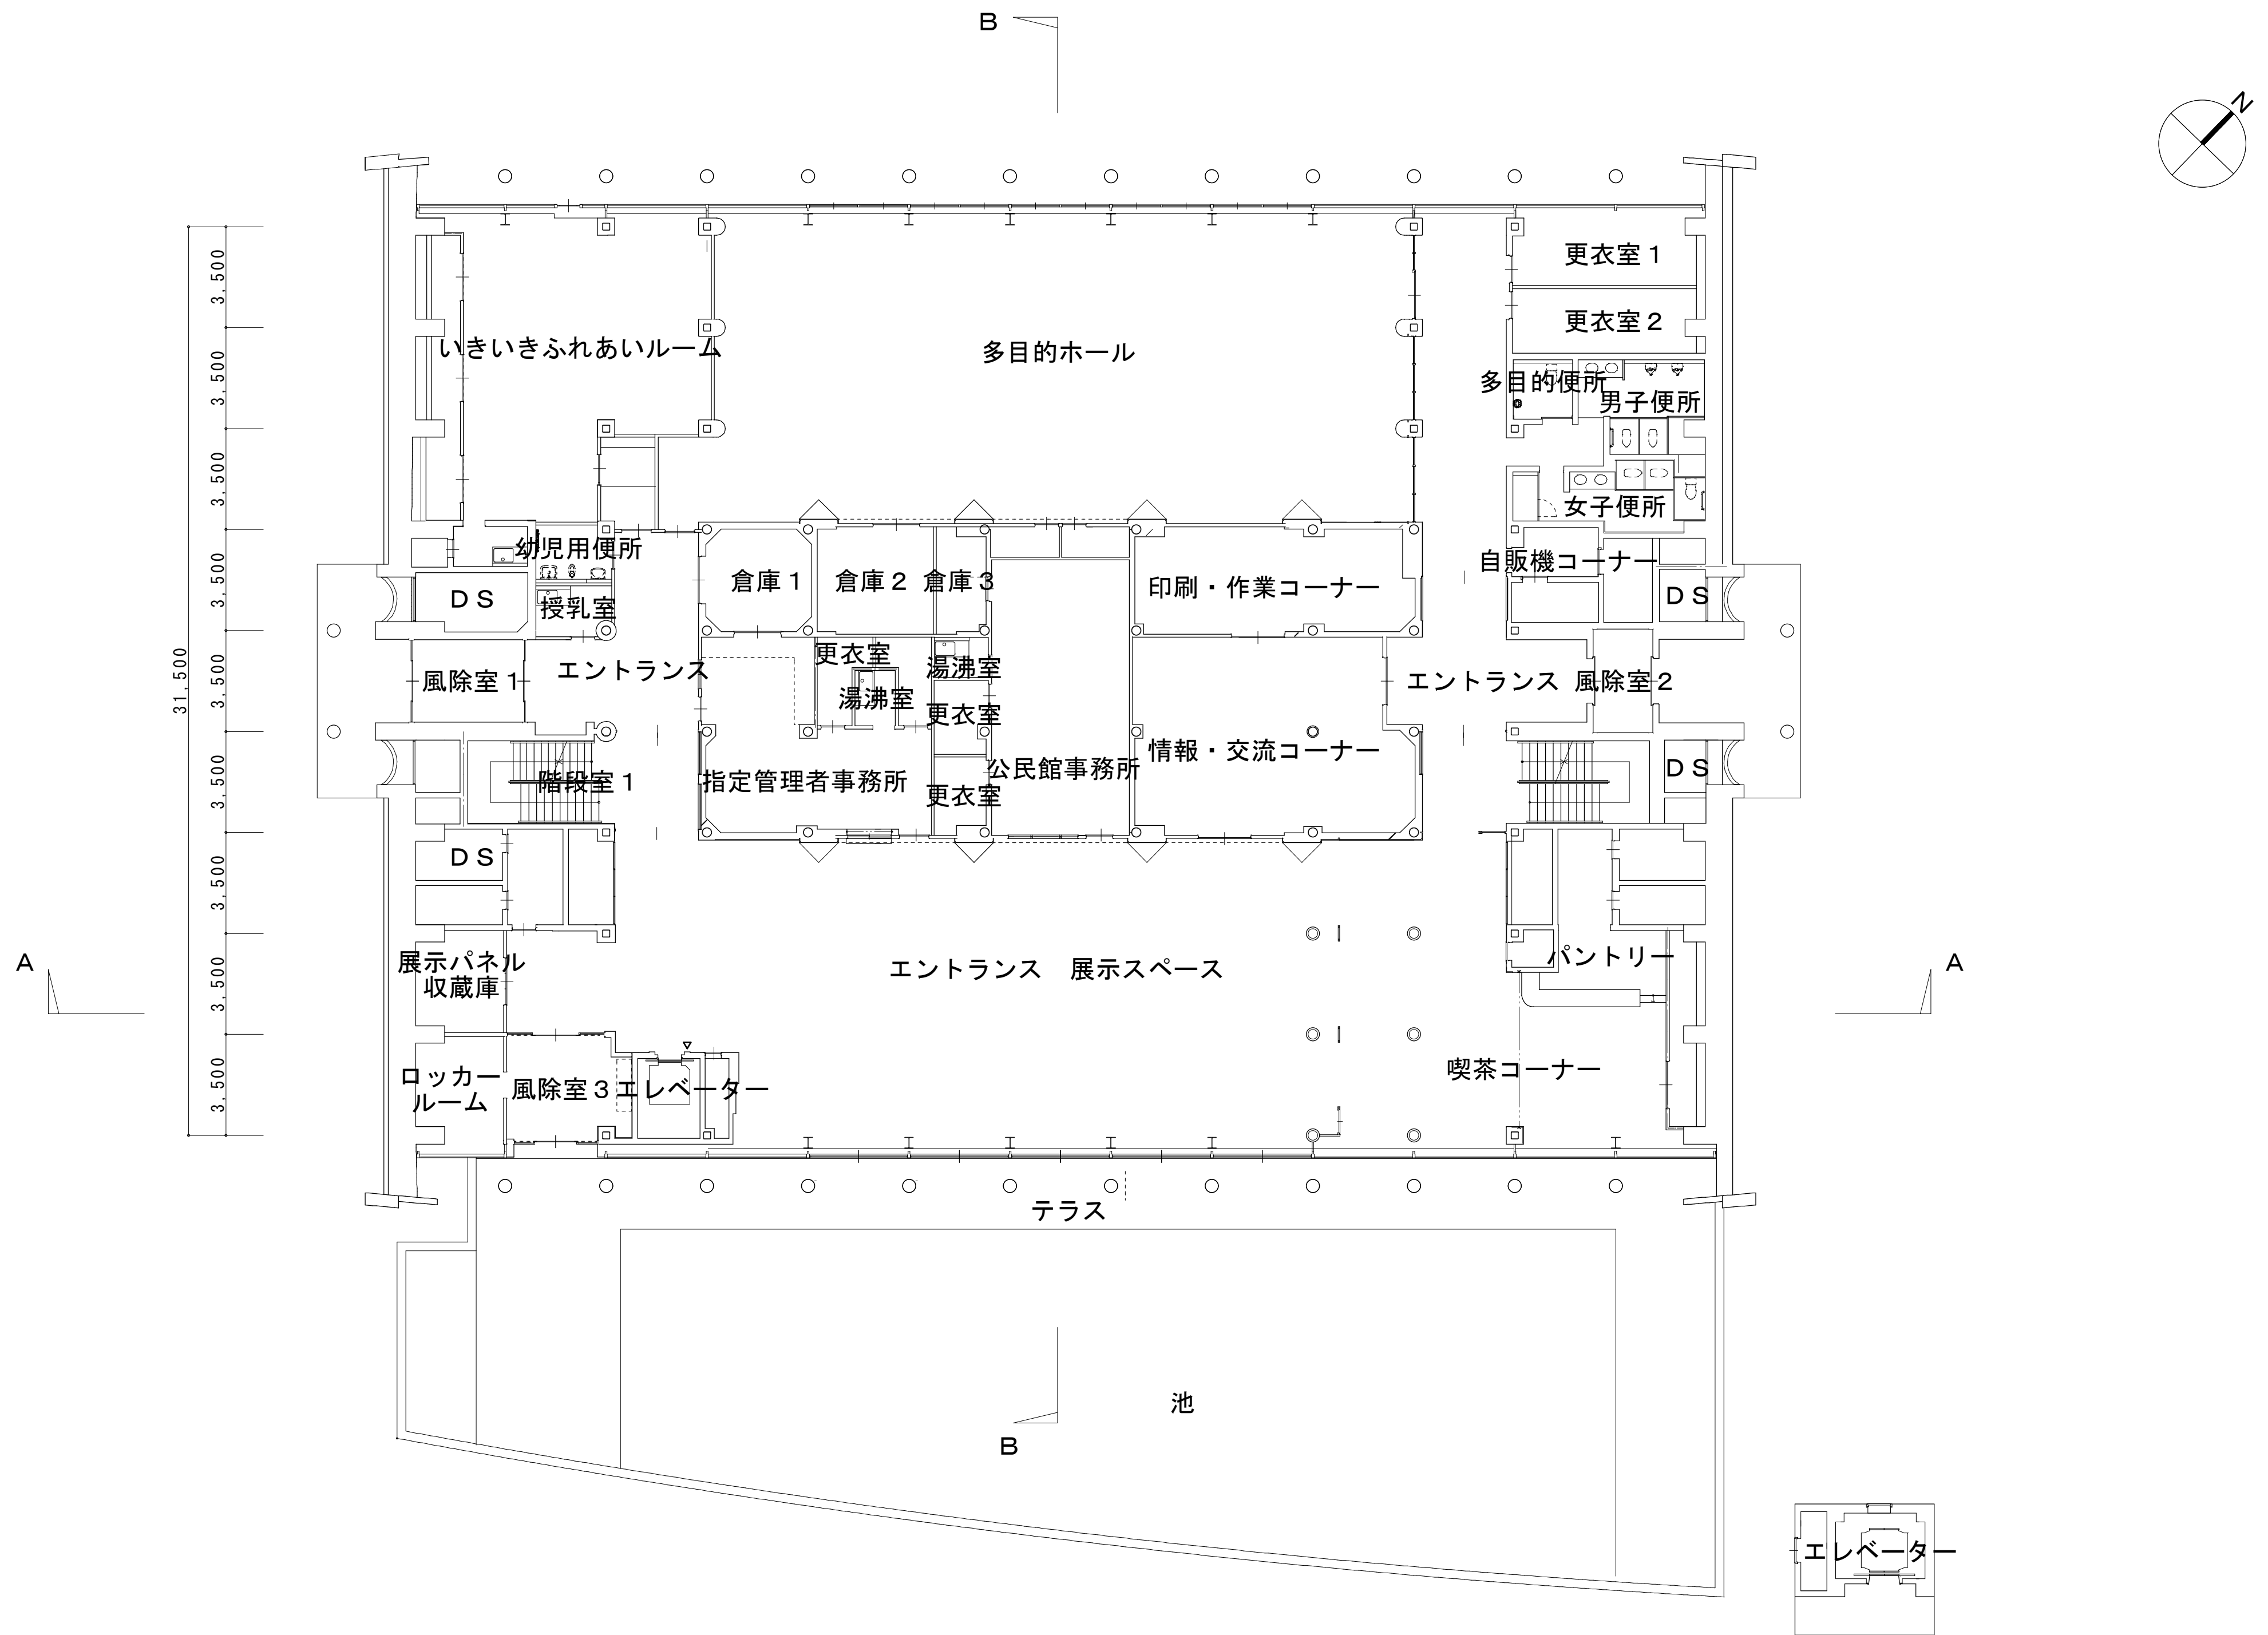 B
N
更衣室1
3,500
更衣室2
いきいきふれあいルーム
多目的ホール
3,500
多目的便所
男子便所
3,500
女子便所
幼児用便所
自販機コーナー
3,500
倉庫1
倉庫2
倉庫3
印刷・作業コーナー
DS
授乳室
DS
31,500
3,500
エントランス
更衣室
湯沸室
風除室1
エントランス
風除室2
湯沸室
更衣室
3,500
情報・交流コーナー
階段室1
指定管理者事務所
公民館事務所
DS
更衣室
3,500
DS
A
展示パネル
収蔵庫
3,500
エントランス 展示スペース
パントリー
A
3,500
ロッカー
ルーム
風除室3
エレベーター
喫茶コーナー
テラス
池
B
エレベーター